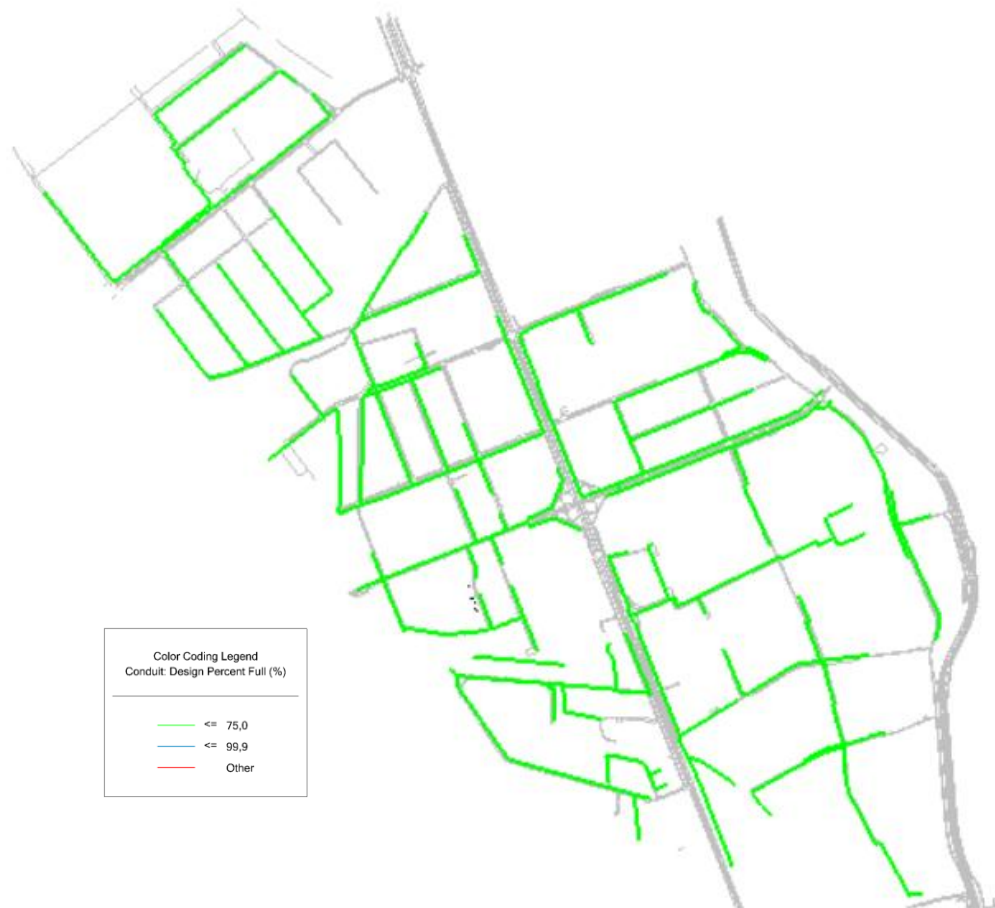 Color Coding Legend
Conduit: Design Percent Full (%)
<= 75,0
<= 99,9
Other